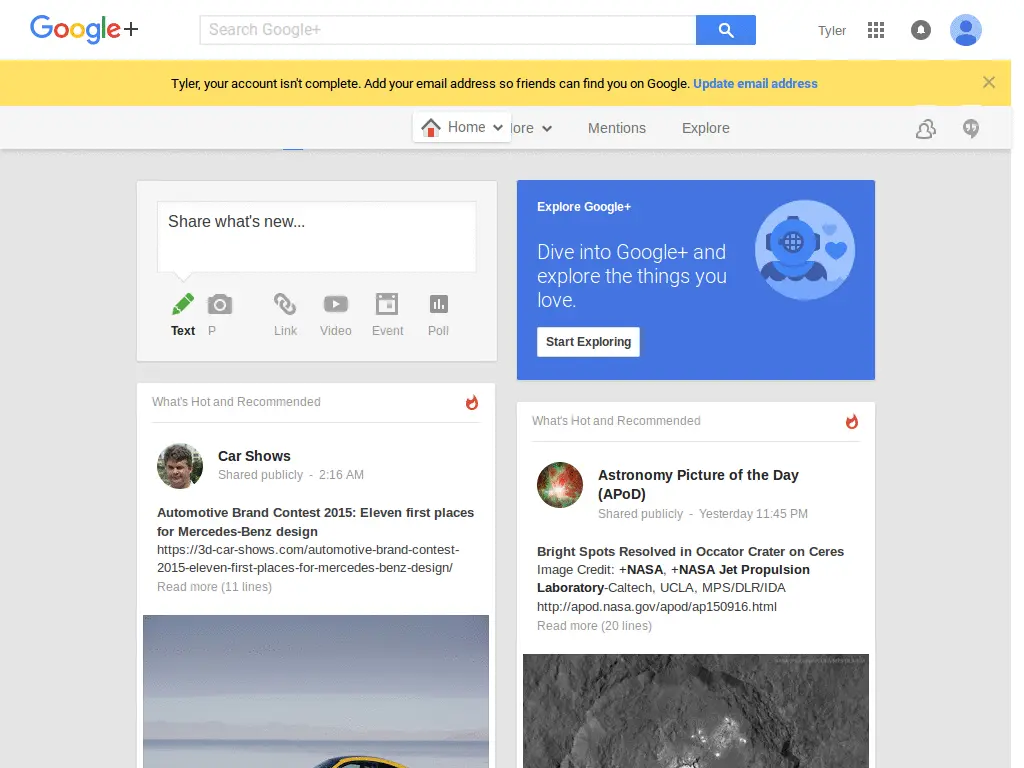 Google+
Search Google+
Tyler
Tyler, your account isn't complete. Add your email address so friends can find you on Google. Update email address
Home
ore
Mentions
Explore
Share what's new...
Text
P
Link
Video
Event
Poll
Explore Google+
Dive into Google+ and
explore the things you
love.
Start Exploring
What's Hot and Recommended
Car Shows
Shared publicly - 2:16 AM
Automotive Brand Contest 2015: Eleven first places
for Mercedes-Benz design
https://3d-car-shows.com/automotive-brand-contest-
2015-eleven-first-places-for-mercedes-benz-design/
Read more (11 lines)
What's Hot and Recommended
Astronomy Picture of the Day
(APoD)
Shared publicly - Yesterday 11:45 PM
Bright Spots Resolved in Occator Crater on Ceres
Image Credit: +NASA, +NASA Jet Propulsion
Laboratory-Caltech, UCLA, MPS/DLR/IDA
http://apod.nasa.gov/apod/ap150916.html
Read more (20 lines)